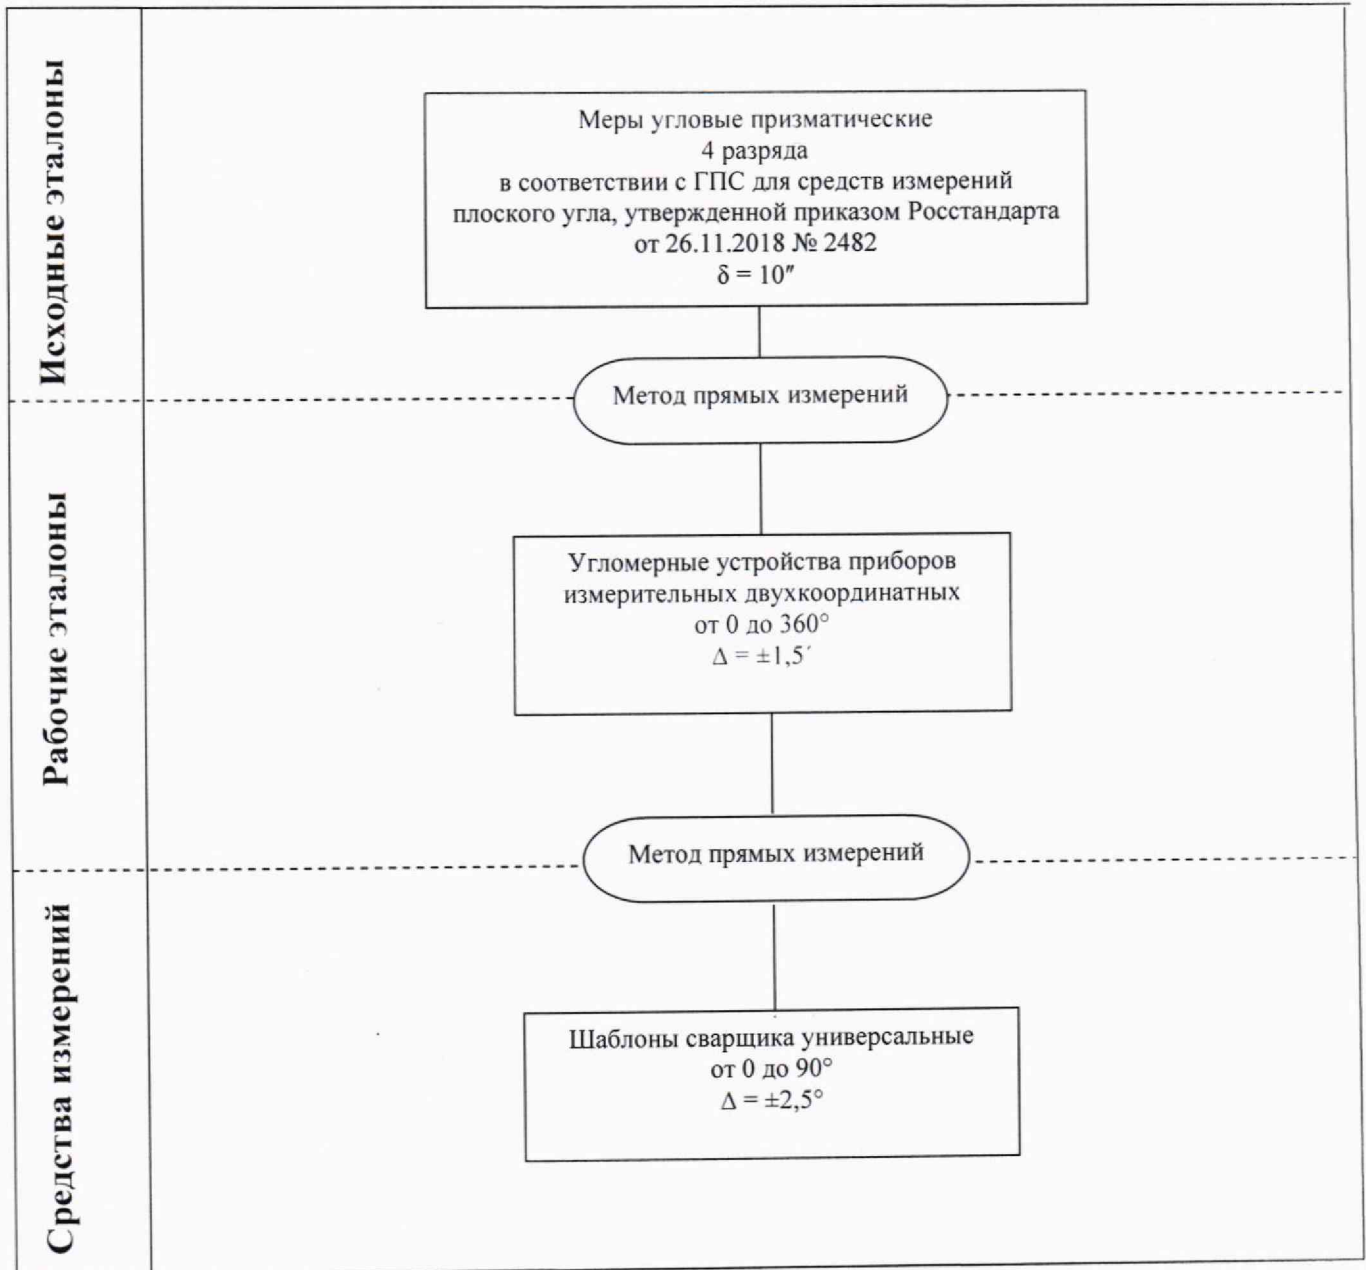 Исходные эталоны
Меры угловые призматические
4 разряда
в соответствии с ГПС для средств измерений
плоского угла, утвержденной приказом Росстандарта
от 26.11.2018 № 2482
δ = 10″
Метод прямых измерений
Рабочие эталоны
Угломерные устройства приборов
измерительных двухкоординатных
от 0 до 360°
Δ = ±1,5′
Метод прямых измерений
Средства измерений
Шаблоны сварщика универсальные
от 0 до 90°
Δ = ±2,5°